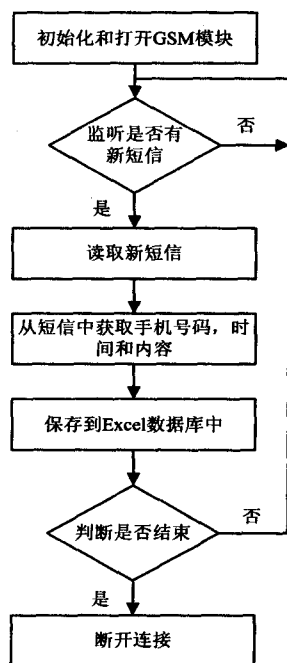 初始化和打开GSM模块
监听是否有
新短信
否
是
读取新短信
从短信中获取手机号码，时
间和内容
保存到Excel数据库中
判断是否结束
否
是
断开连接